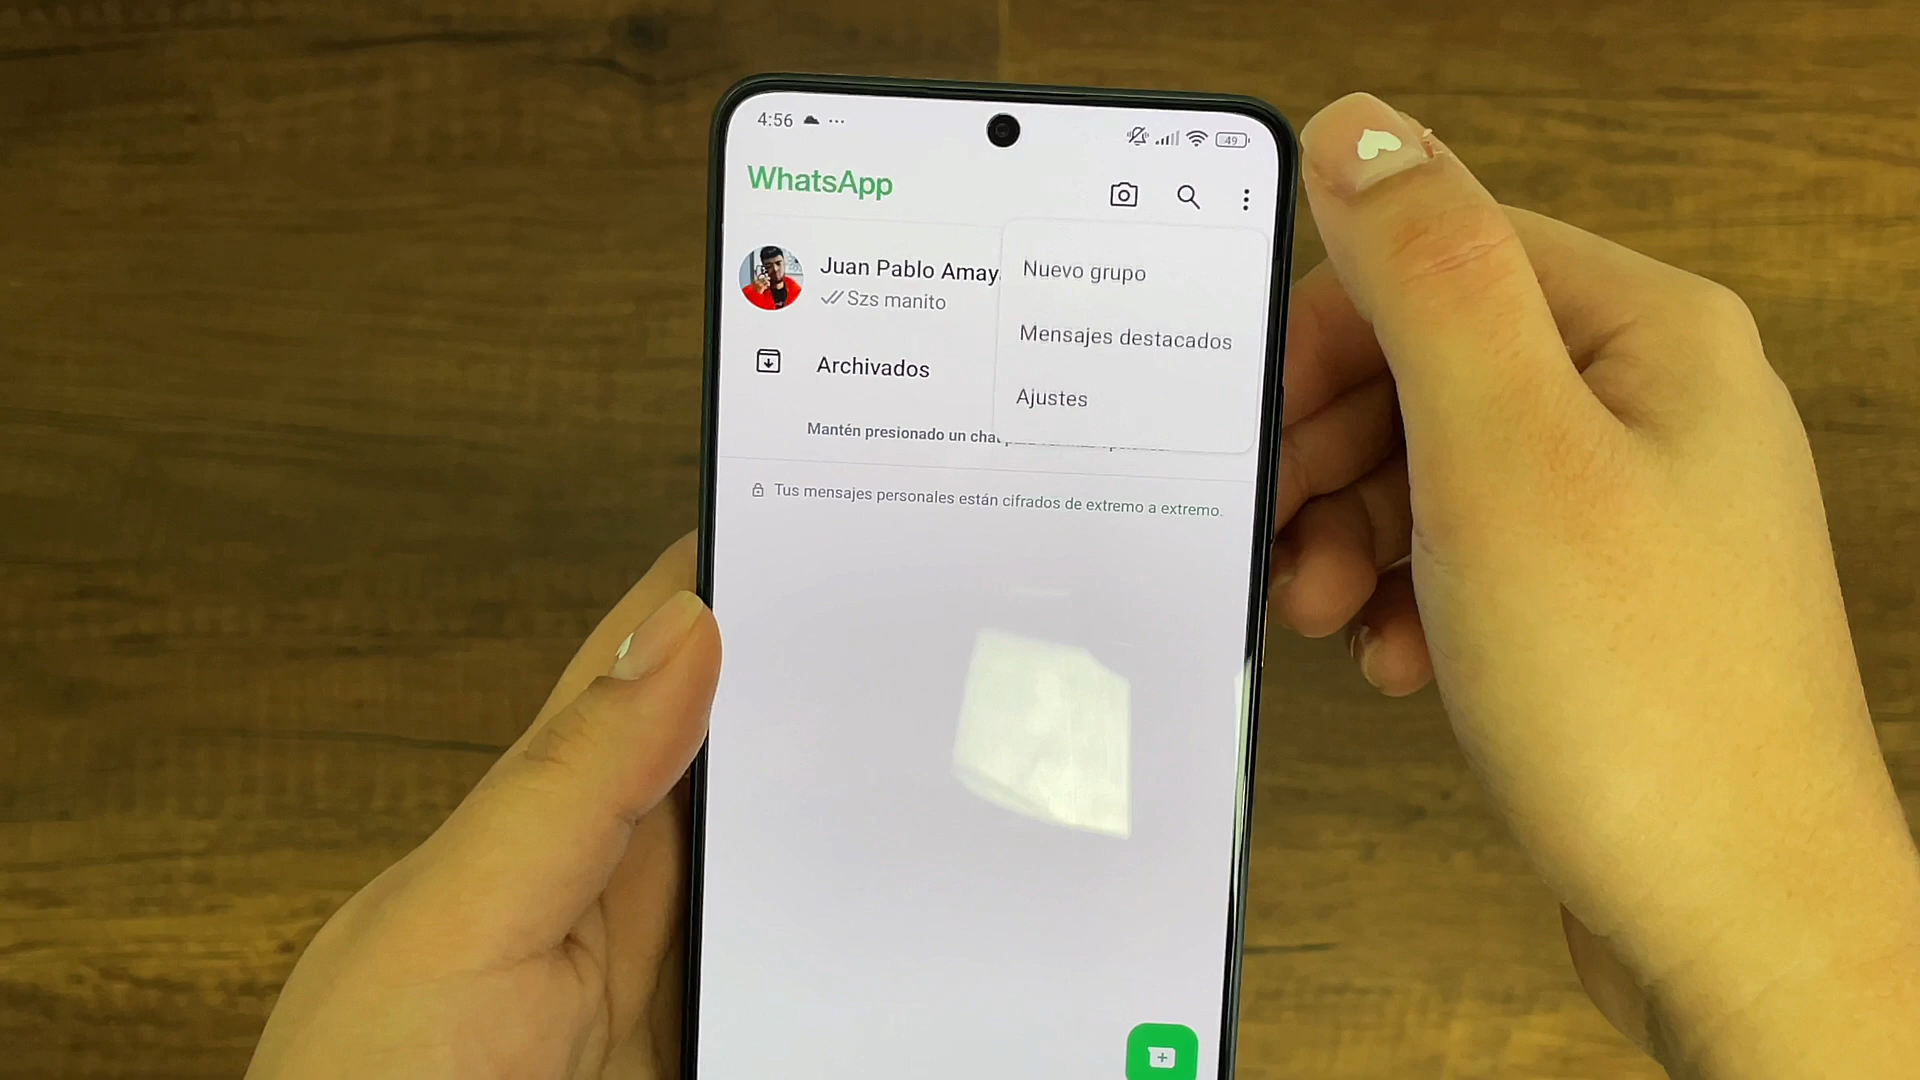 4:56
49
WhatsApp
Juan Pablo Amay
Szs manito
Archivados
Nuevo grupo
Mensajes destacados
Ajustes
Mantén presionado un chat
Tus mensajes personales están cifrados de extremo a extremo.